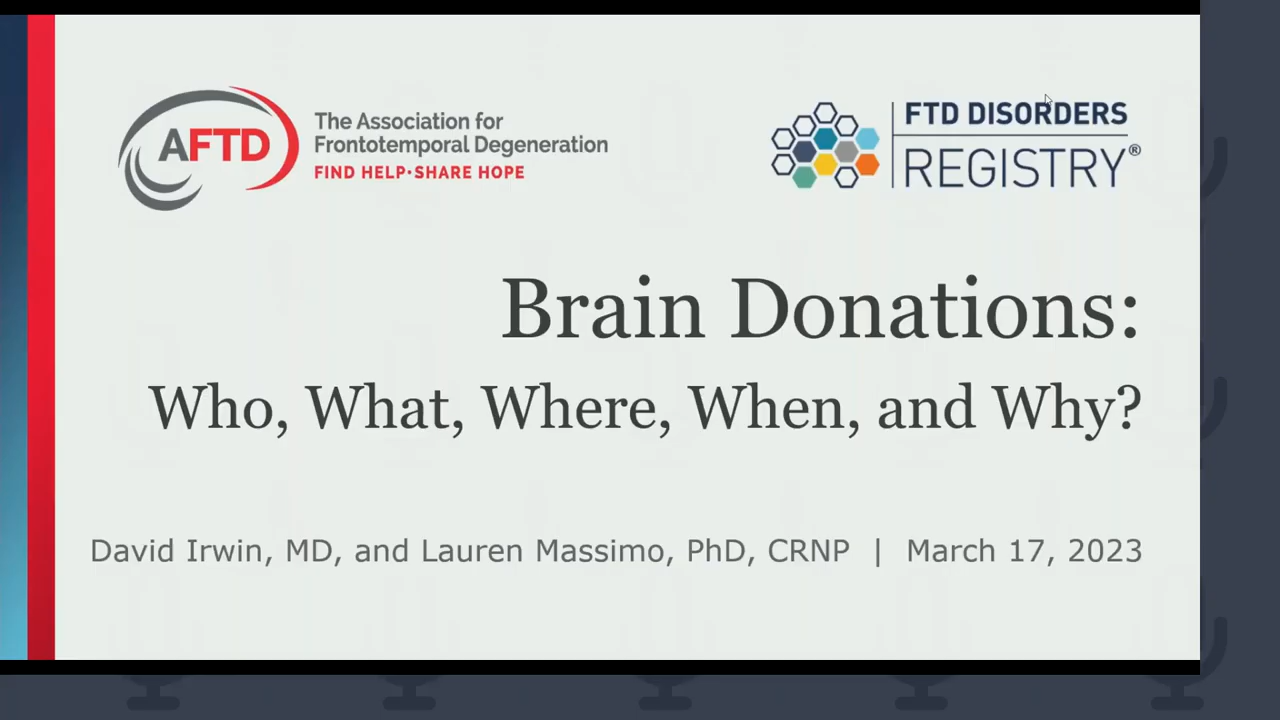 AFTD
The Association for
Frontotemporal Degeneration
FIND HELP·SHARE HOPE
FTD DISORDERS
REGISTRY®
Brain Donations:
Who, What, Where, When, and Why?
David Irwin, MD, and Lauren Massimo, PhD, CRNP | March 17, 2023